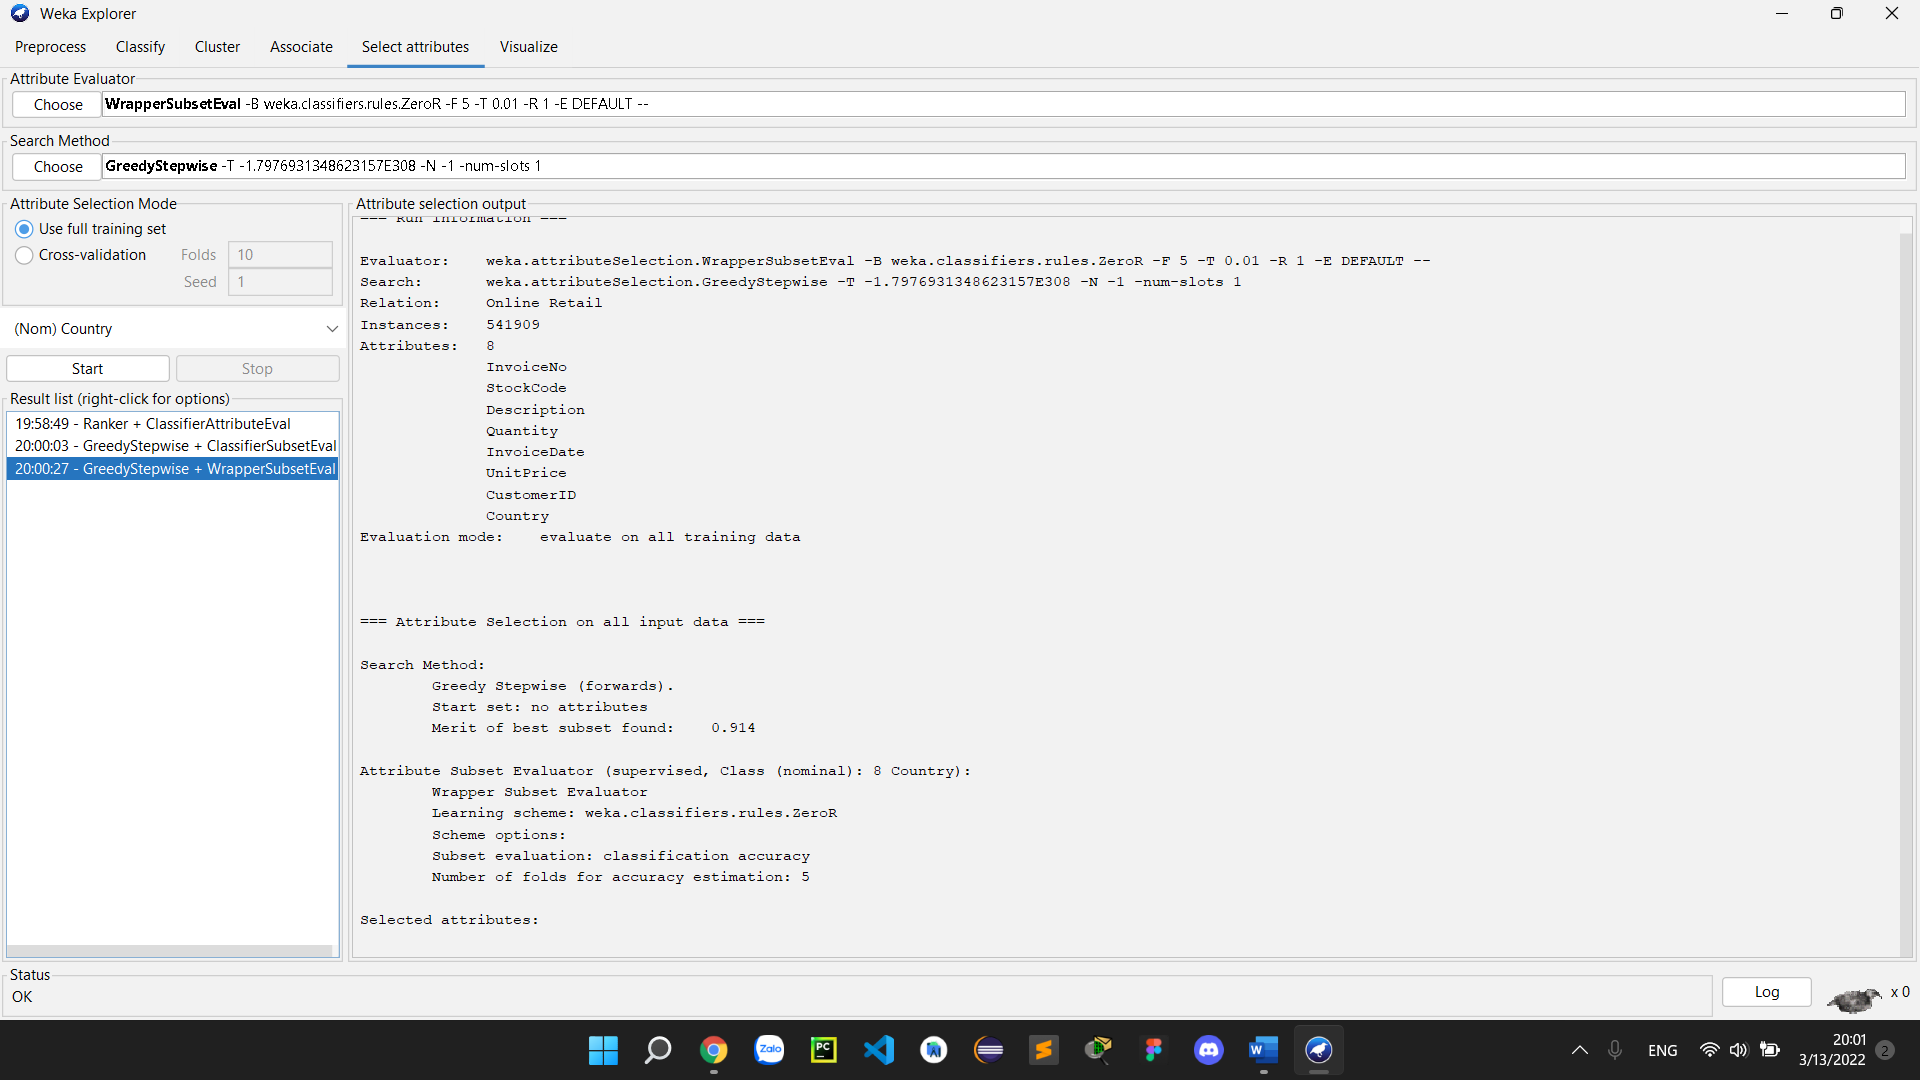 Weka Explorer
Preprocess Classify Cluster Associate Select attributes Visualize
Attribute Evaluator
Choose WrapperSubsetEval -B weka.classifiers.rules.ZeroR -F 5 -T 0.01 -R 1 -E DEFAULT --
Search Method
Choose GreedyStepwise -T -1.7976931348623157E308 -N -1 -num-slots 1
Attribute Selection Mode
Use full training set
Cross-validation Folds 10
Seed 1
(Nom) Country
Start Stop
Result list (right-click for options)
19:58:49 - Ranker + ClassifierAttributeEval
20:00:03 - GreedyStepwise + ClassifierSubsetEval
20:00:27 - GreedyStepwise + WrapperSubsetEval
Attribute selection output
=== Run information ===
Evaluator: weka.attributeSelection.WrapperSubsetEval -B weka.classifiers.rules.ZeroR -F 5 -T 0.01 -R 1 -E DEFAULT --
Search: weka.attributeSelection.GreedyStepwise -T -1.7976931348623157E308 -N -1 -num-slots 1
Relation: Online Retail
Instances: 541909
Attributes: 8
InvoiceNo
StockCode
Description
Quantity
InvoiceDate
UnitPrice
CustomerID
Country
Evaluation mode: evaluate on all training data
=== Attribute Selection on all input data ===
Search Method:
Greedy Stepwise (forwards).
Start set: no attributes
Merit of best subset found: 0.914
Attribute Subset Evaluator (supervised, Class (nominal): 8 Country):
Wrapper Subset Evaluator
Learning scheme: weka.classifiers.rules.ZeroR
Scheme options:
Subset evaluation: classification accuracy
Number of folds for accuracy estimation: 5
Selected attributes:
Status
OK
Log x 0
Zalo PC W
ENG
20:01
3/13/2022
2